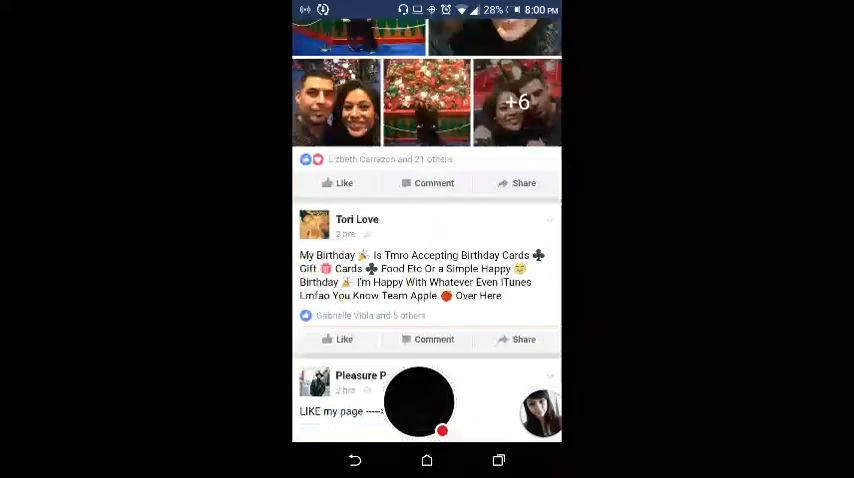 28% 8:00 PM
+6
Lizbeth Carrazon and 21 others
Like Comment Share
Tori Love
2 hrs
My Birthday 🎉 Is Tmro Accepting Birthday Cards ♣
Gift 🎁 Cards ♣ Food Etc Or a Simple Happy 😊
Birthday 🎉 I'm Happy With Whatever Even ITunes
Lmfao You Know Team Apple 🍎 Over Here
Gabrielle Viola and 5 others
Like Comment Share
Pleasure P
2 hrs
LIKE my page ----->